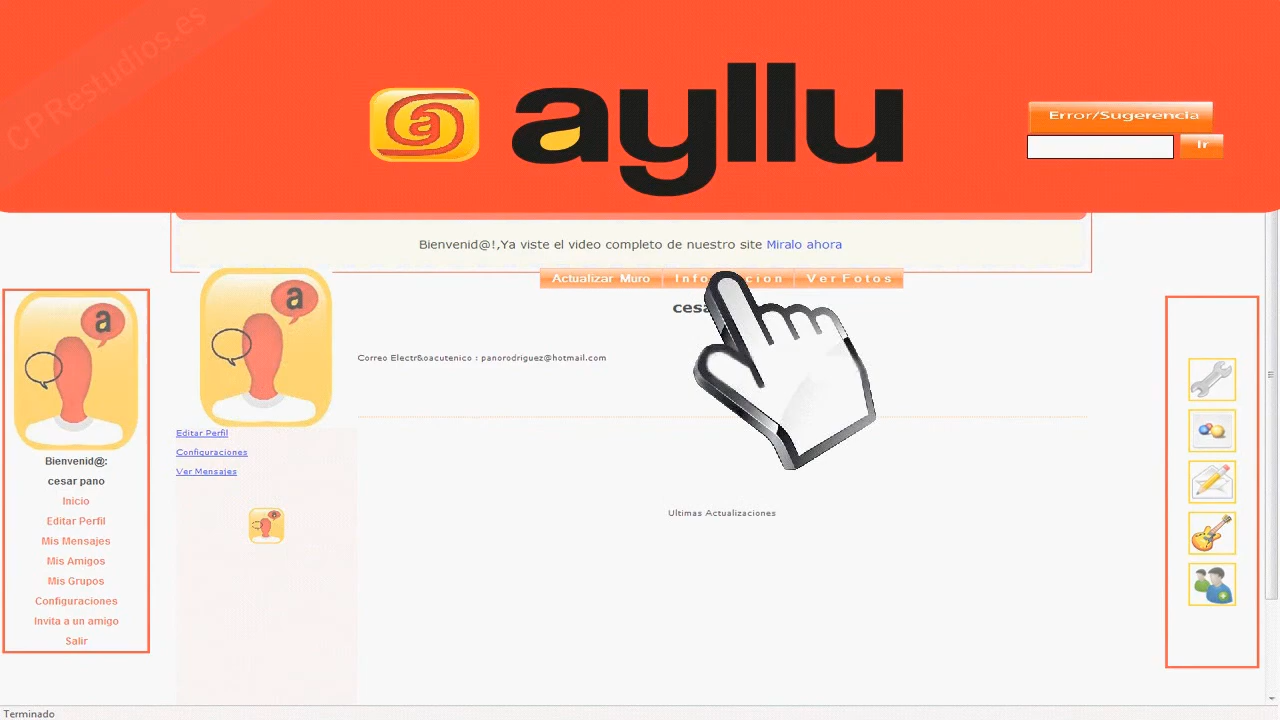 CPRestudios.es
a ayllu
Error/Sugerencia
Ir
Bienvenid@!,Ya viste el video completo de nuestro site Miralo ahora
Actualizar Muro
Ver Fotos
a
a
Correo Electr&oacutenico : panorodriguez@hotmail.com
Editar Perfil
Configuraciones
Ver Mensajes
Bienvenid@:
cesar pano
Inicio
Editar Perfil
Mis Mensajes
Mis Amigos
Mis Grupos
Configuraciones
Invita a un amigo
Salir
Ultimas Actualizaciones
Terminado